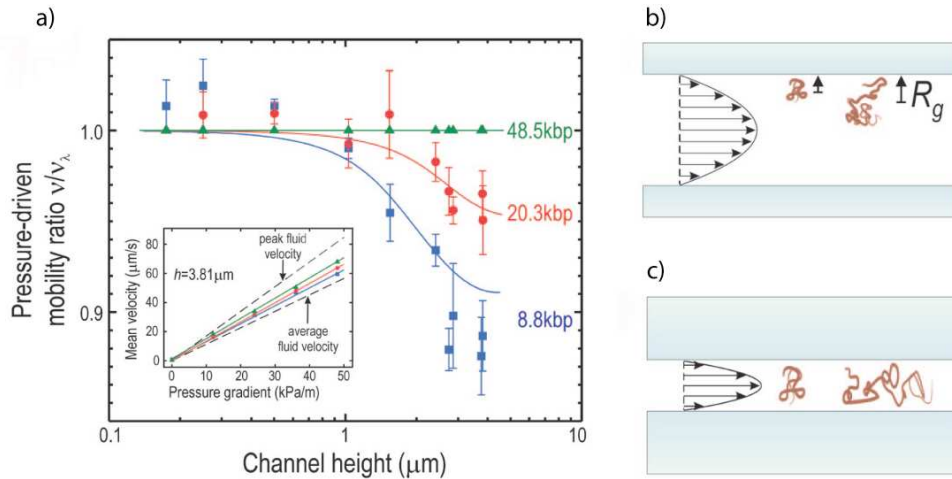 a)
Pressure-driven
mobility ratio ν/νλ
1.0
0.9
0.1
1
10
Channel height (μm)
48.5kbp
20.3kbp
8.8kbp
Mean velocity (μm/s)
80
60
40
20
0
0
10
20
30
40
50
Pressure gradient (kPa/m)
h=3.81μm
peak fluid
velocity
average
fluid velocity
b)
Rg
c)